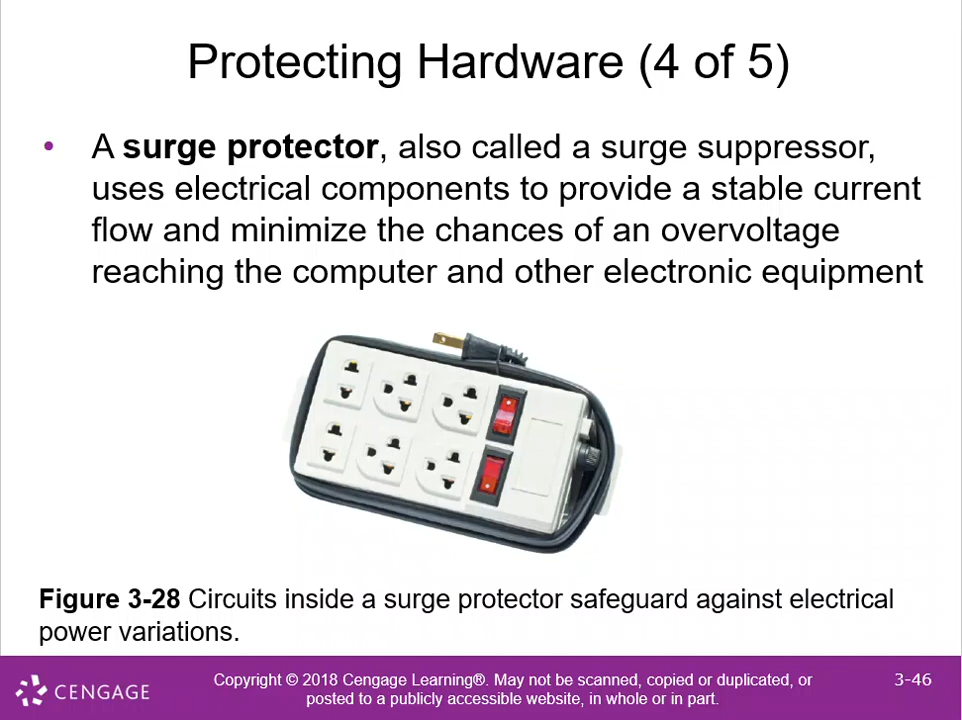 Protecting Hardware (4 of 5)
• A surge protector, also called a surge suppressor,
uses electrical components to provide a stable current
flow and minimize the chances of an overvoltage
reaching the computer and other electronic equipment
Figure 3-28 Circuits inside a surge protector safeguard against electrical
power variations.
CENGAGE
Copyright © 2018 Cengage Learning®. May not be scanned, copied or duplicated, or
posted to a publicly accessible website, in whole or in part.
3-46